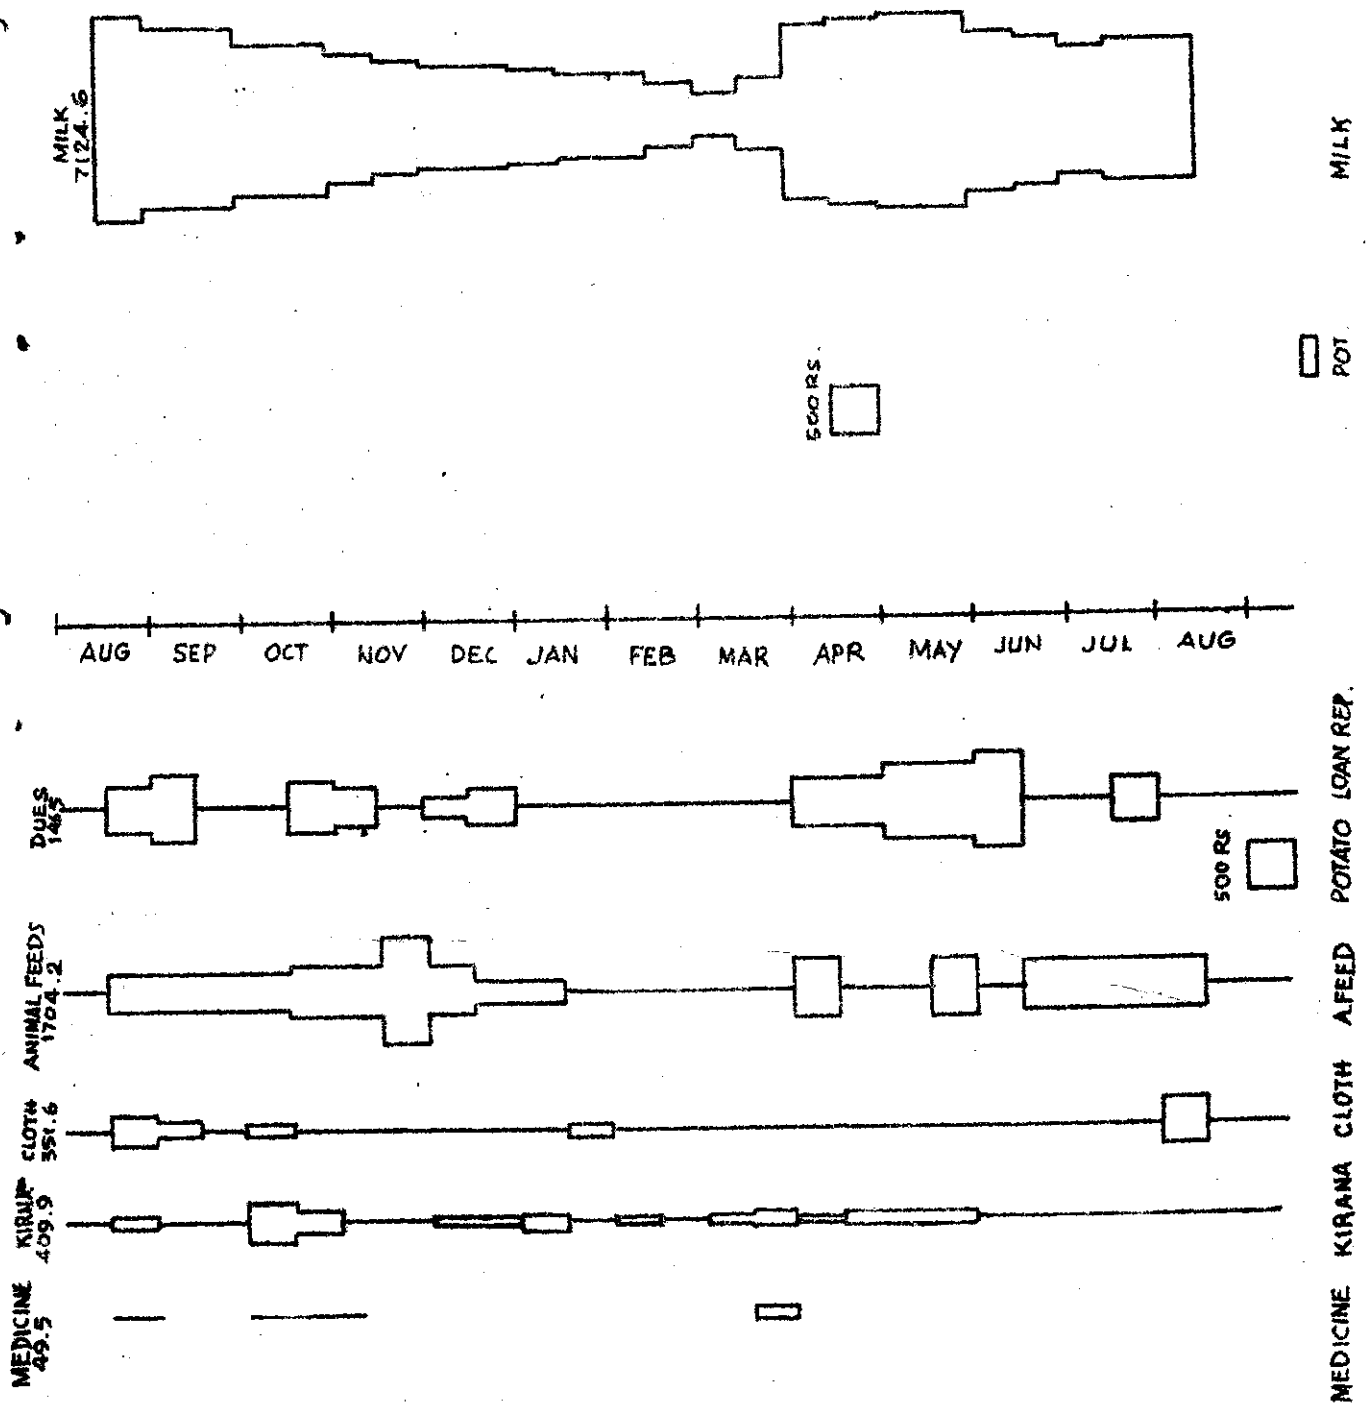 MILK
7124.6
MILK
500 RS.
POT
AUG SEP OCT NOV DEC JAN FEB MAR APR MAY JUN JUL AUG
DUES
1465
500 RS
POTATO LOAN REP.
ANIMAL FEEDS
1704.2
A.FEED
CLOTH
351.6
CLOTH
KIRNA
409.9
KIRANA
MEDICINE
49.5
MEDICINE